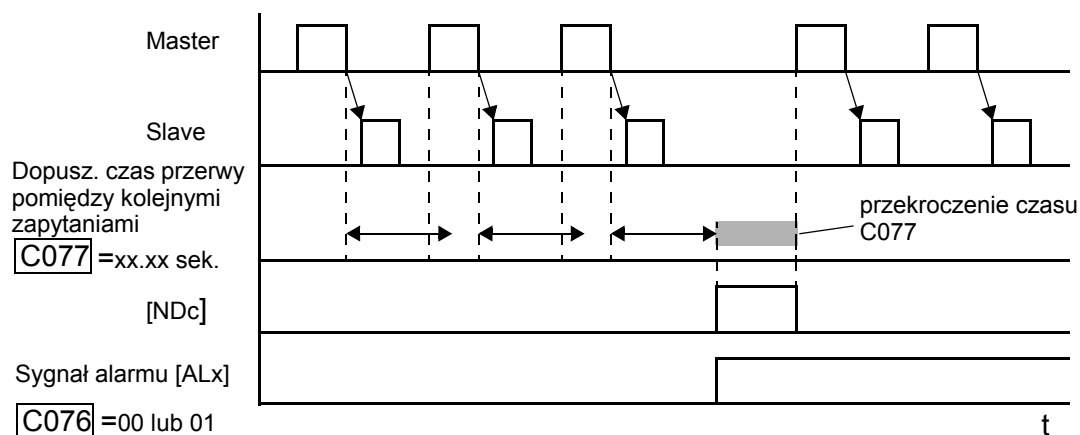 Master
Slave
Dopusz. czas przerwy
pomiędzy kolejnymi
zapytaniami
C077 =xx.xx sek.
przekroczenie czasu
C077
[NDc]
Sygnał alarmu [ALx]
C076 =00 lub 01
t